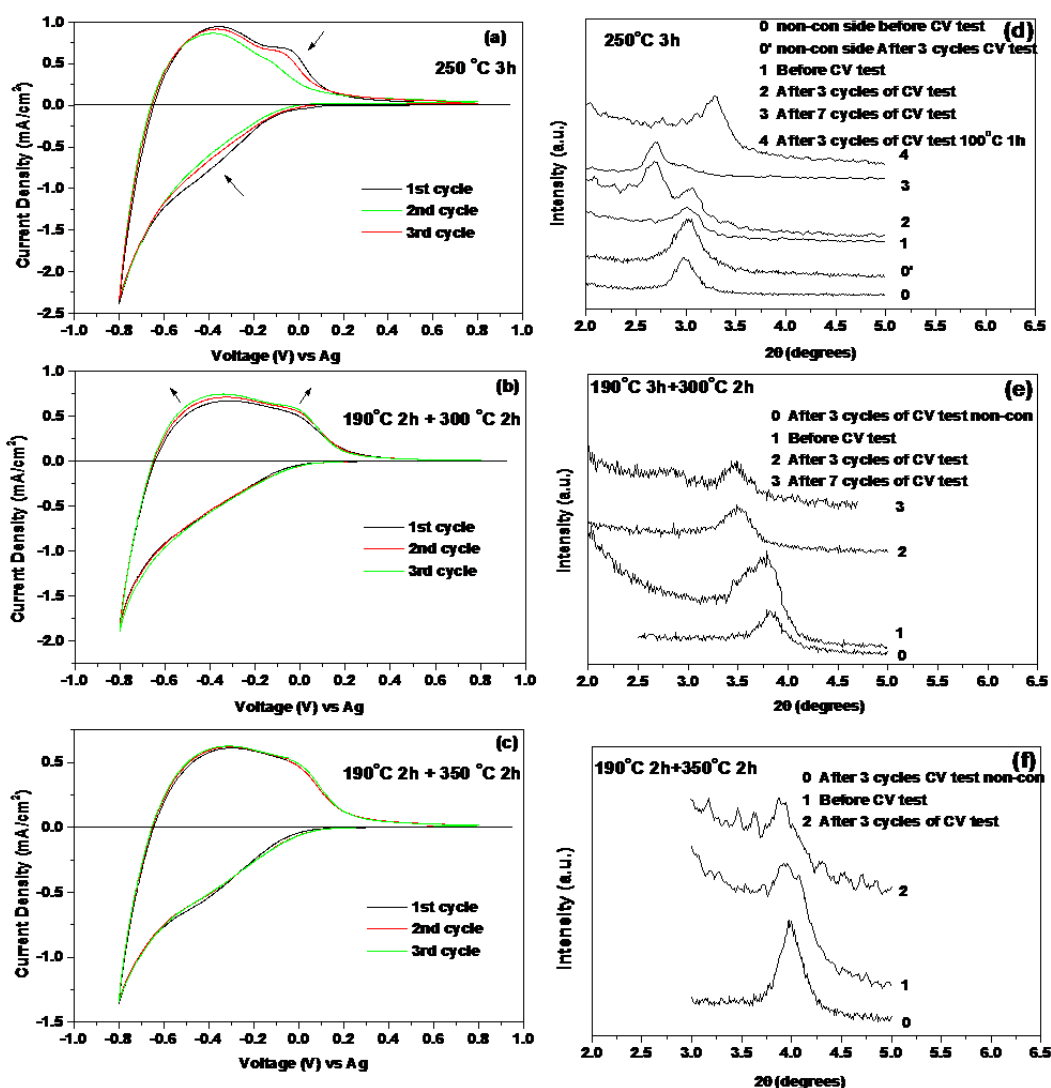 (a)
250 °C 3h
Current Density (mA/cm²)
1.0
0.5
0.0
-0.5
-1.0
-1.5
-2.0
-2.5
1st cycle
2nd cycle
3rd cycle
-1.0 -0.8 -0.6 -0.4 -0.2 0.0 0.2 0.4 0.6 0.8 1.0
Voltage (V) vs Ag
(d)
250°C 3h
0 non-con side before CV test
0' non-con side After 3 cycles CV test
1 Before CV test
2 After 3 cycles of CV test
3 After 7 cycles of CV test
4 After 3 cycles of CV test 100°C 1h
Intensity (a.u.)
4
3
2
1
0'
0
2.0 2.5 3.0 3.5 4.0 4.5 5.0 5.5 6.0 6.5
2θ (degrees)
(b)
190°C 2h + 300 °C 2h
Current Density (mA/cm²)
1.0
0.5
0.0
-0.5
-1.0
-1.5
-2.0
1st cycle
2nd cycle
3rd cycle
-1.0 -0.8 -0.6 -0.4 -0.2 0.0 0.2 0.4 0.6 0.8 1.0
Voltage (V) vs Ag
(e)
190°C 3h+300°C 2h
0 After 3 cycles of CV test non-con
1 Before CV test
2 After 3 cycles of CV test
3 After 7 cycles of CV test
Intensity (a.u.)
3
2
1
0
2.0 2.5 3.0 3.5 4.0 4.5 5.0 5.5 6.0 6.5
2θ (degrees)
(c)
190°C 2h + 350 °C 2h
Current Density (mA/cm²)
0.5
0.0
-0.5
-1.0
-1.5
1st cycle
2nd cycle
3rd cycle
-1.0 -0.8 -0.6 -0.4 -0.2 0.0 0.2 0.4 0.6 0.8 1.0
Voltage (V) vs Ag
(f)
190°C 2h+350°C 2h
0 After 3 cycles CV test non-con
1 Before CV test
2 After 3 cycles of CV test
Intensity (a.u.)
2
1
0
2.0 2.5 3.0 3.5 4.0 4.5 5.0 5.5 6.0 6.5
2θ (degrees)